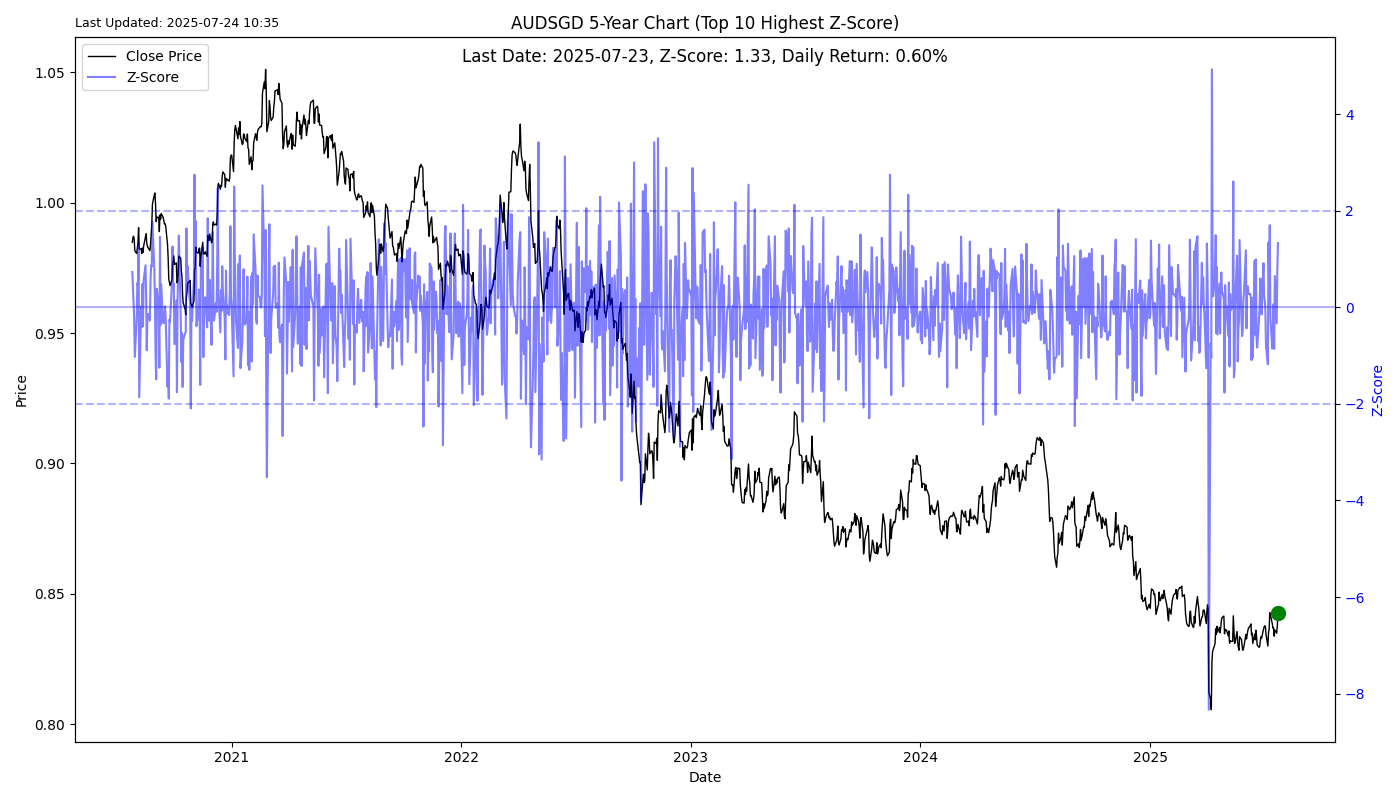 Last Updated: 2025-07-24 10:35
AUDSGD 5-Year Chart (Top 10 Highest Z-Score)
Last Date: 2025-07-23, Z-Score: 1.33, Daily Return: 0.60%
Close Price
Z-Score
1.05
1.00
0.95
0.90
0.85
0.80
Price
4
2
0
−2
−4
−6
−8
Z-Score
2021
2022
2023
2024
2025
Date